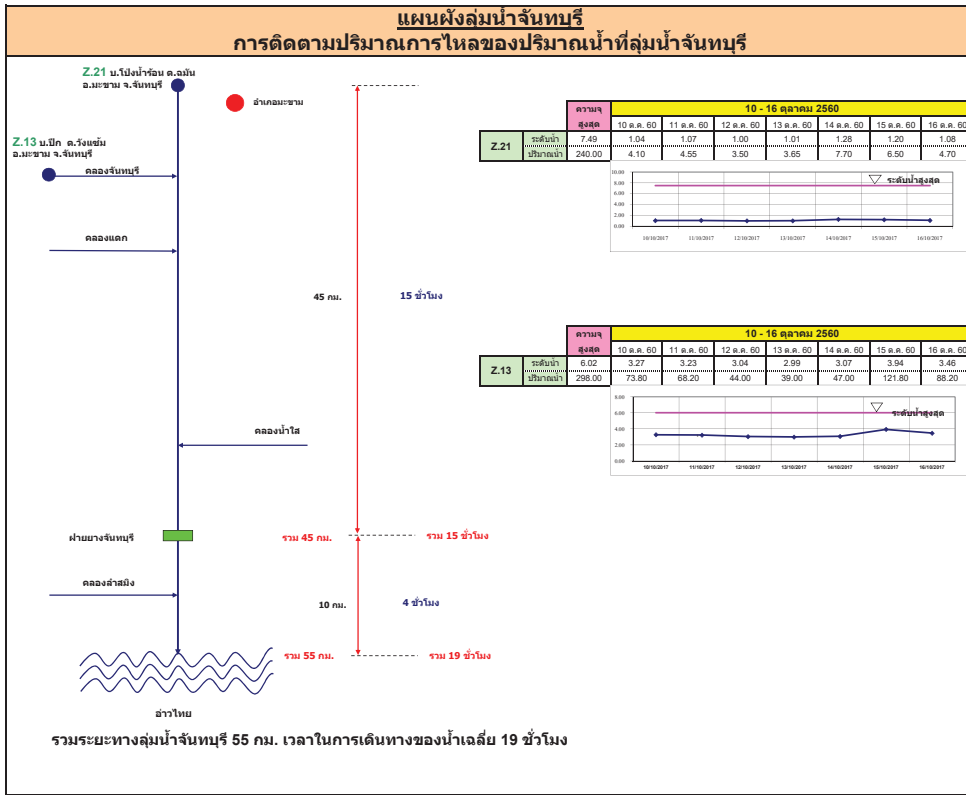 แผนผังลุ่มน้ำจันทบุรี
การติดตามปริมาณการไหลของปริมาณน้ำที่ลุ่มน้ำจันทบุรี
Z.21 บ.โป่งน้ำร้อน ต.ฉมัน
อ.มะขาม จ.จันทบุรี
อำเภอมะขาม
Z.13 บ.ปึก ต.วังแซ้ม
อ.มะขาม จ.จันทบุรี
คลองจันทบุรี
คลองแตก
45 กม. 15 ชั่วโมง
คลองน้ำใส
ฝายยางจันทบุรี รวม 45 กม. รวม 15 ชั่วโมง
คลองลำสมิง
10 กม. 4 ชั่วโมง
รวม 55 กม. รวม 19 ชั่วโมง
อ่าวไทย
รวมระยะทางลุ่มน้ำจันทบุรี 55 กม. เวลาในการเดินทางของน้ำเฉลี่ย 19 ชั่วโมง
ความจุ 10 - 16 ตุลาคม 2560
สูงสุด 10 ต.ค. 60 11 ต.ค. 60 12 ต.ค. 60 13 ต.ค. 60 14 ต.ค. 60 15 ต.ค. 60 16 ต.ค. 60
Z.21 ระดับน้ำ 7.49 1.04 1.07 1.00 1.01 1.28 1.20 1.08
ปริมาณน้ำ 240.00 4.10 4.55 3.50 3.65 7.70 6.50 4.70
10.00
8.00
6.00
4.00
2.00
0.00
ระดับน้ำสูงสุด
10/10/2017 11/10/2017 12/10/2017 13/10/2017 14/10/2017 15/10/2017 16/10/2017
ความจุ 10 - 16 ตุลาคม 2560
สูงสุด 10 ต.ค. 60 11 ต.ค. 60 12 ต.ค. 60 13 ต.ค. 60 14 ต.ค. 60 15 ต.ค. 60 16 ต.ค. 60
Z.13 ระดับน้ำ 6.02 3.27 3.23 3.04 2.99 3.07 3.94 3.46
ปริมาณน้ำ 298.00 73.80 68.20 44.00 39.00 47.00 121.80 88.20
8.00
6.00
4.00
2.00
0.00
ระดับน้ำสูงสุด
10/10/2017 11/10/2017 12/10/2017 13/10/2017 14/10/2017 15/10/2017 16/10/2017